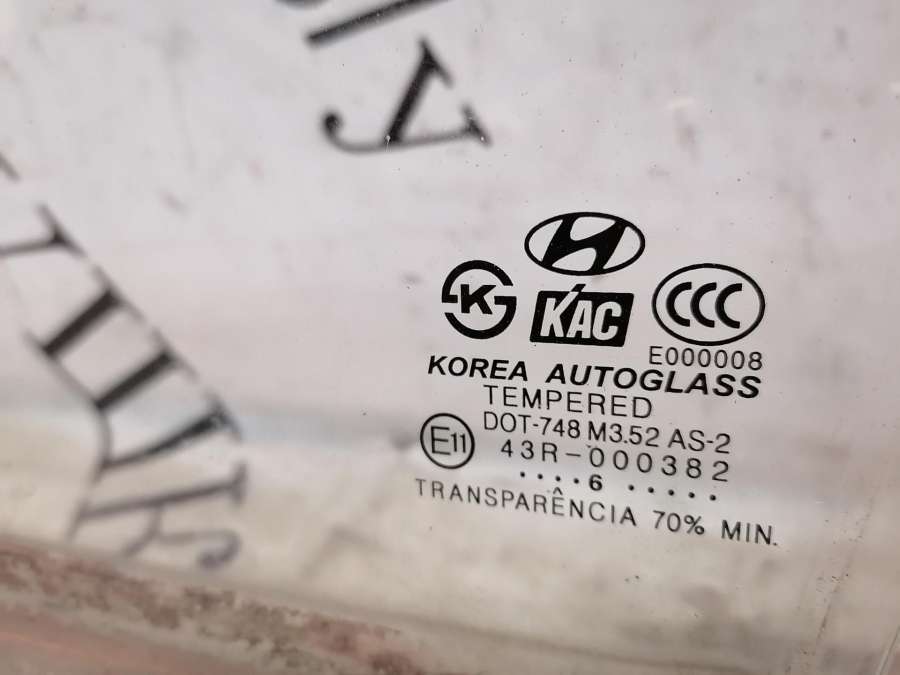 K
KAC
CCC
E000008
KOREA AUTOGLASS
TEMPERED
DOT-748 M3.52 AS-2
E11
43R-000382
····6 ·····
TRANSPARÊNCIA 70% MIN.